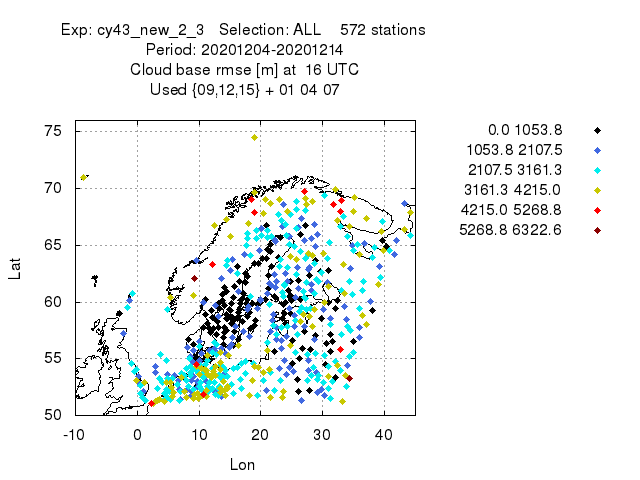 Exp: cy43_new_2_3   Selection: ALL    572 stations
Period: 20201204-20201214
Cloud base rmse [m] at  16 UTC
Used {09,12,15} + 01 04 07
0.0 1053.8
1053.8 2107.5
2107.5 3161.3
3161.3 4215.0
4215.0 5268.8
5268.8 6322.6
75
70
65
60
55
50
Lat
-10 0 10 20 30 40
Lon